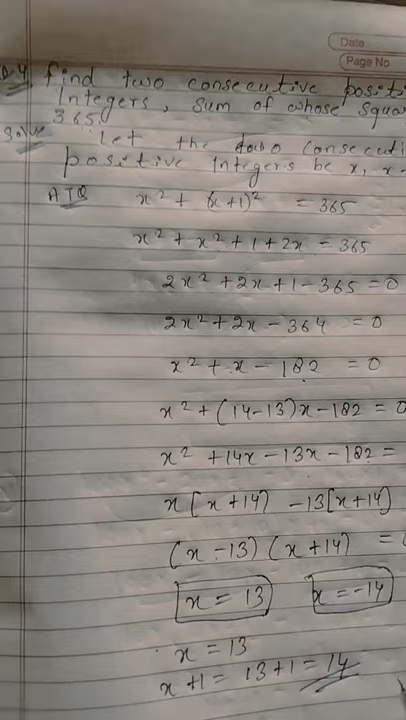 Date
Page No
Q.4 find two consecutive positi
Integers, sum of whose squa
365.
Solve Let the two consecuti
positive Integers be x, x
ATQ x² + (x+1)² = 365
x² + x² + 1 + 2x = 365
2x² + 2x + 1 - 365 = 0
2x² + 2x - 364 = 0
x² + x - 182 = 0
x² + (14-13)x - 182 = 0
x² + 14x - 13x - 182 =
x[x+14) -13[x+14)
(x-13) (x+14) = 0
x = 13 x = -14
x = 13
x+1 = 13+1 = 14